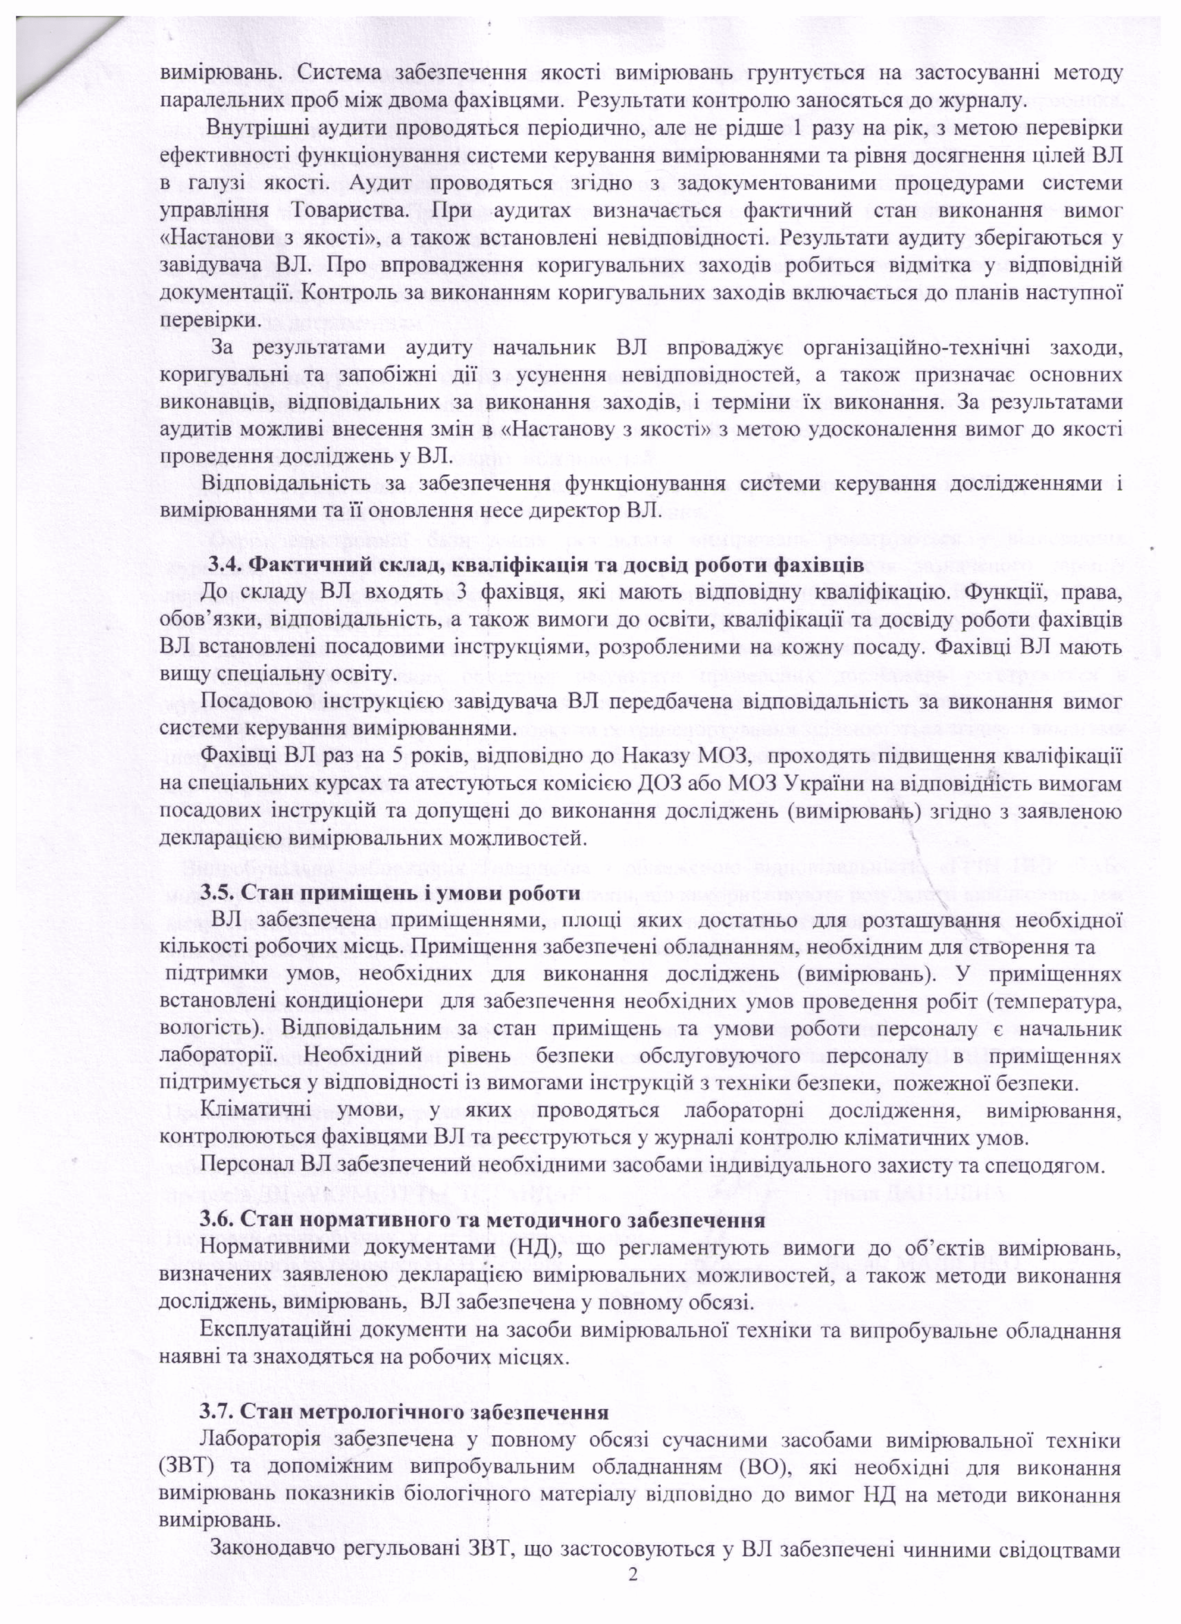 вимірювань. Система забезпечення якості вимірювань грунтується на застосуванні методу
паралельних проб між двома фахівцями. Результати контролю заносяться до журналу.
Внутрішні аудити проводяться періодично, але не рідше 1 разу на рік, з метою перевірки
ефективності функціонування системи керування вимірюваннями та рівня досягнення цілей ВЛ
в галузі якості. Аудит проводяться згідно з задокументованими процедурами системи
управління Товариства. При аудитах визначається фактичний стан виконання вимог
«Настанови з якості», а також встановлені невідповідності. Результати аудиту зберігаються у
завідувача ВЛ. Про впровадження коригувальних заходів робиться відмітка у відповідній
документації. Контроль за виконанням коригувальних заходів включається до планів наступної
перевірки.
За результатами аудиту начальник ВЛ впроваджує організаційно-технічні заходи,
коригувальні та запобіжні дії з усунення невідповідностей, а також призначає основних
виконавців, відповідальних за виконання заходів, і терміни їх виконання. За результатами
аудитів можливі внесення змін в «Настанову з якості» з метою удосконалення вимог до якості
проведення досліджень у ВЛ.
Відповідальність за забезпечення функціонування системи керування дослідженнями і
вимірюваннями та її оновлення несе директор ВЛ.
3.4. Фактичний склад, кваліфікація та досвід роботи фахівців
До складу ВЛ входять 3 фахівця, які мають відповідну кваліфікацію. Функції, права,
обов’язки, відповідальність, а також вимоги до освіти, кваліфікації та досвіду роботи фахівців
ВЛ встановлені посадовими інструкціями, розробленими на кожну посаду. Фахівці ВЛ мають
вищу спеціальну освіту.
Посадовою інструкцією завідувача ВЛ передбачена відповідальність за виконання вимог
системи керування вимірюваннями.
Фахівці ВЛ раз на 5 років, відповідно до Наказу МОЗ, проходять підвищення кваліфікації
на спеціальних курсах та атестуються комісією ДОЗ або МОЗ України на відповідність вимогам
посадових інструкцій та допущені до виконання досліджень (вимірювань) згідно з заявленою
декларацією вимірювальних можливостей.
3.5. Стан приміщень і умови роботи
ВЛ забезпечена приміщеннями, площі яких достатньо для розташування необхідної
кількості робочих місць. Приміщення забезпечені обладнанням, необхідним для створення та
підтримки умов, необхідних для виконання досліджень (вимірювань). У приміщеннях
встановлені кондиціонери для забезпечення необхідних умов проведення робіт (температура,
вологість). Відповідальним за стан приміщень та умови роботи персоналу є начальник
лабораторії. Необхідний рівень безпеки обслуговуючого персоналу в приміщеннях
підтримується у відповідності із вимогами інструкцій з техніки безпеки, пожежної безпеки.
Кліматичні умови, у яких проводяться лабораторні дослідження, вимірювання,
контролюються фахівцями ВЛ та реєструються у журналі контролю кліматичних умов.
Персонал ВЛ забезпечений необхідними засобами індивідуального захисту та спецодягом.
3.6. Стан нормативного та методичного забезпечення
Нормативними документами (НД), що регламентують вимоги до об’єктів вимірювань,
визначених заявленою декларацією вимірювальних можливостей, а також методи виконання
досліджень, вимірювань, ВЛ забезпечена у повному обсязі.
Експлуатаційні документи на засоби вимірювальної техніки та випробувальне обладнання
наявні та знаходяться на робочих місцях.
3.7. Стан метрологічного забезпечення
Лабораторія забезпечена у повному обсязі сучасними засобами вимірювальної техніки
(ЗВТ) та допоміжним випробувальним обладнанням (ВО), які необхідні для виконання
вимірювань показників біологічного матеріалу відповідно до вимог НД на методи виконання
вимірювань.
Законодавчо регульовані ЗВТ, що застосовуються у ВЛ забезпечені чинними свідоцтвами
2